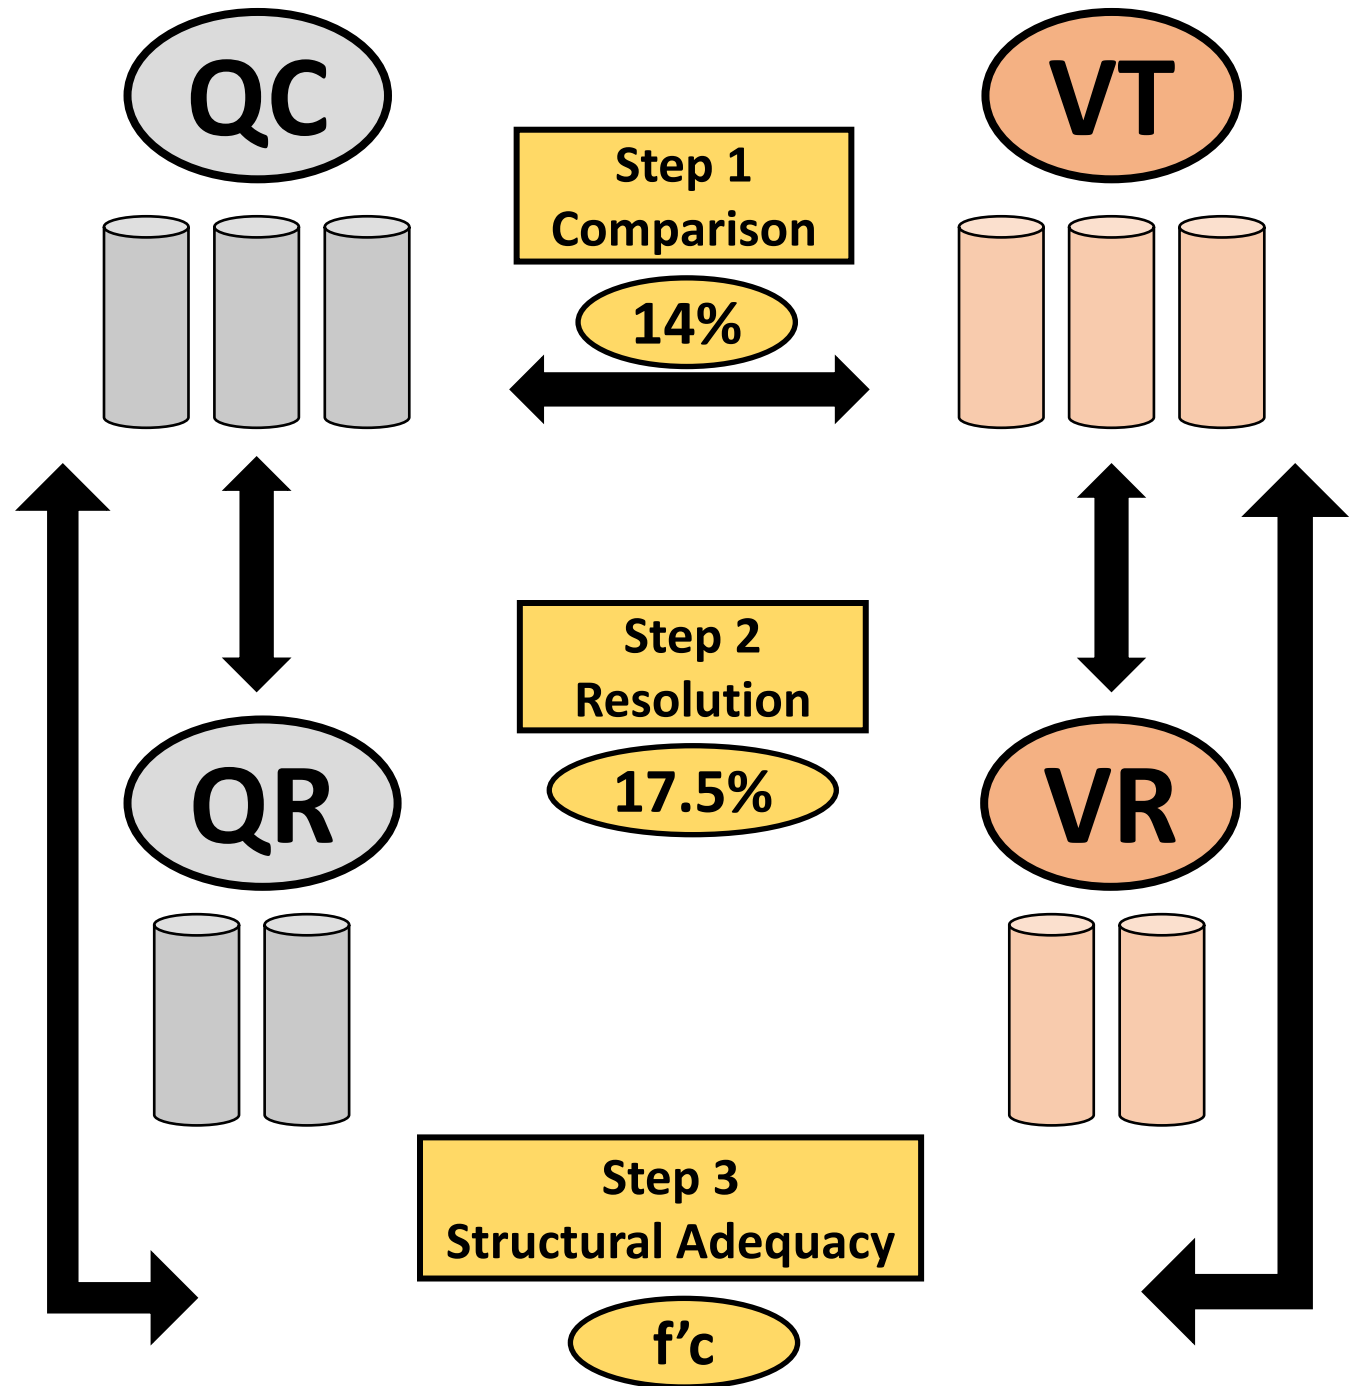 QC
VT
Step 1
Comparison
14%
Step 2
Resolution
17.5%
QR
VR
Step 3
Structural Adequacy
f’c